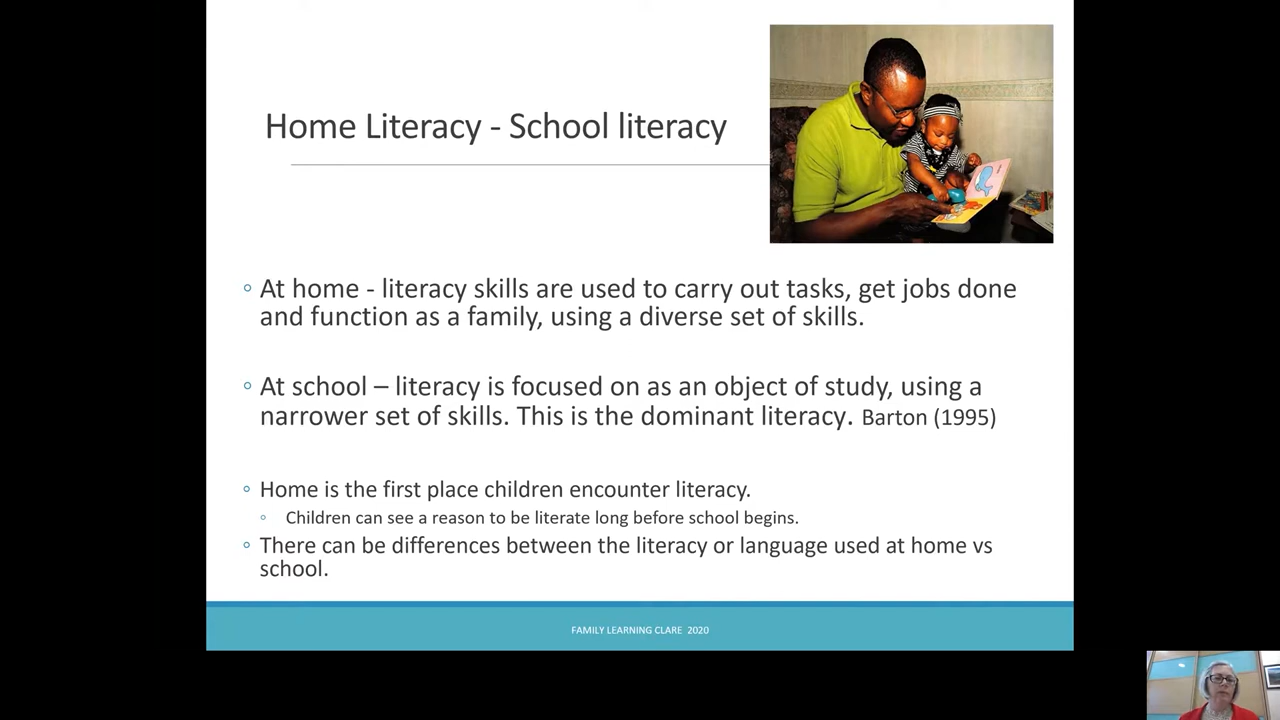 Home Literacy - School literacy
◦ At home - literacy skills are used to carry out tasks, get jobs done
and function as a family, using a diverse set of skills.
◦ At school – literacy is focused on as an object of study, using a
narrower set of skills. This is the dominant literacy. Barton (1995)
◦ Home is the first place children encounter literacy.
◦ Children can see a reason to be literate long before school begins.
◦ There can be differences between the literacy or language used at home vs
school.
FAMILY LEARNING CLARE 2020